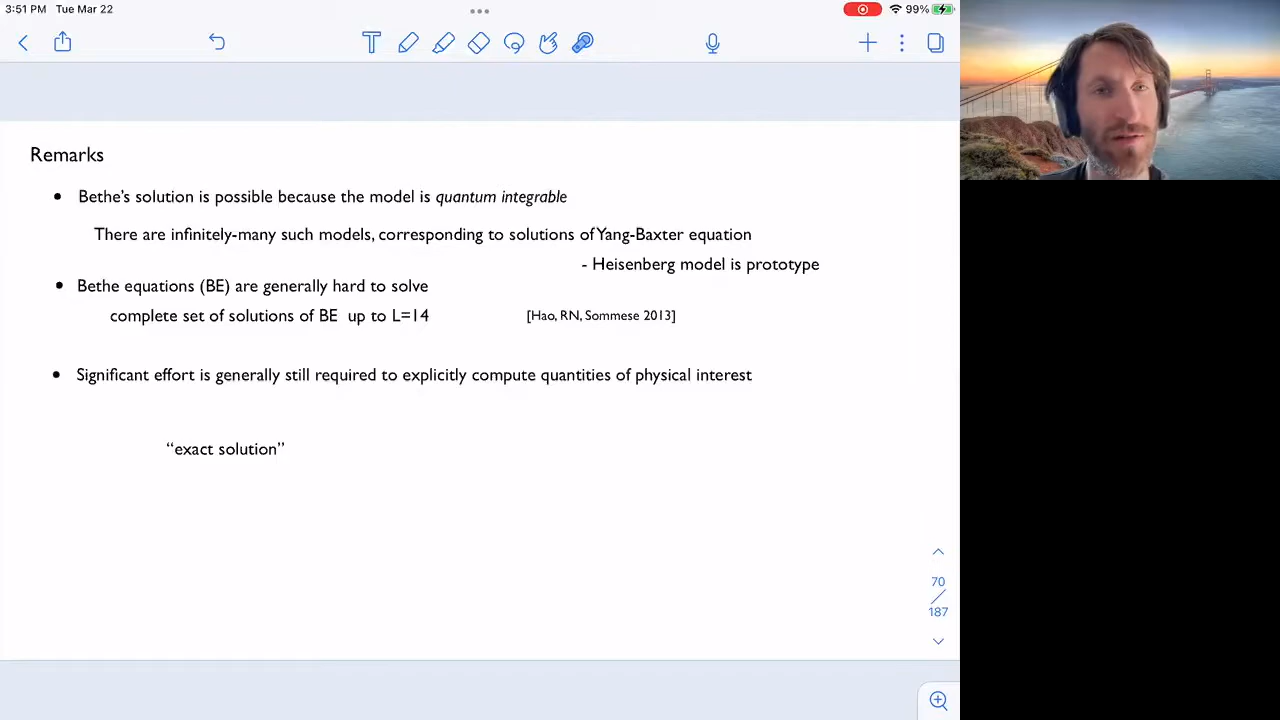 3:51 PM Tue Mar 22
99%
Remarks
• Bethe's solution is possible because the model is quantum integrable
There are infinitely-many such models, corresponding to solutions of Yang-Baxter equation
- Heisenberg model is prototype
• Bethe equations (BE) are generally hard to solve
complete set of solutions of BE up to L=14 [Hao, RN, Sommese 2013]
• Significant effort is generally still required to explicitly compute quantities of physical interest
“exact solution”
70
/
187